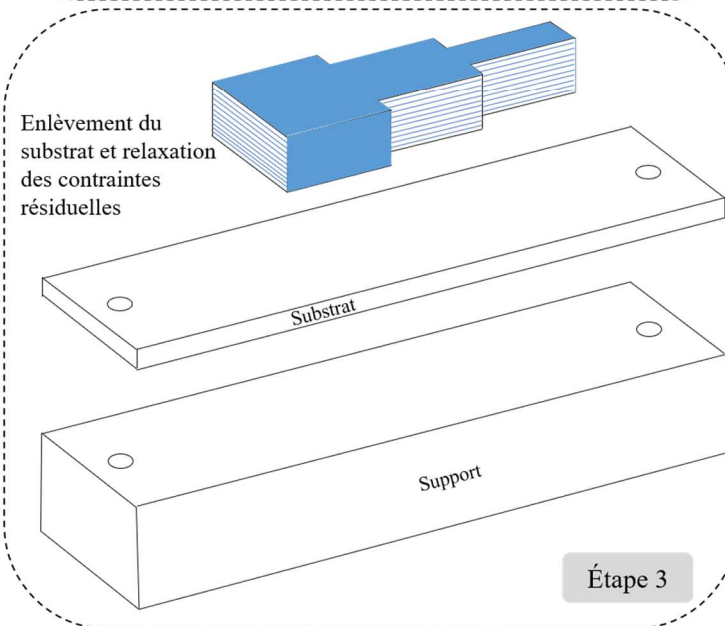 Enlèvement du
substrat et relaxation
des contraintes
résiduelles
Substrat
Support
Étape 3